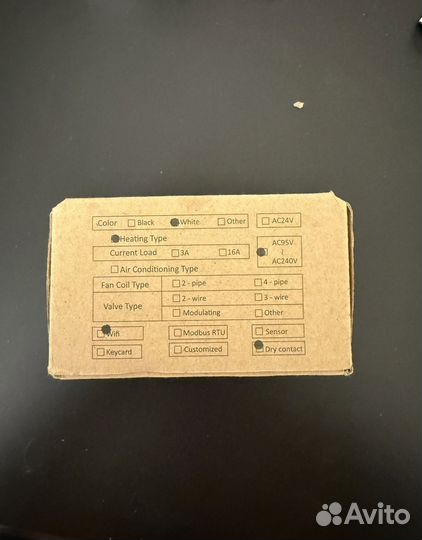 Color Black White Other AC24V
Heating Type AC95V
Current Load 3A 16A ~
Air Conditioning Type AC240V
Fan Coil Type 2 - pipe 4 - pipe
Valve Type 2 - wire 3 - wire
Modulating Other
Wifi Modbus RTU Sensor
Keycard Customized Dry contact
Avito